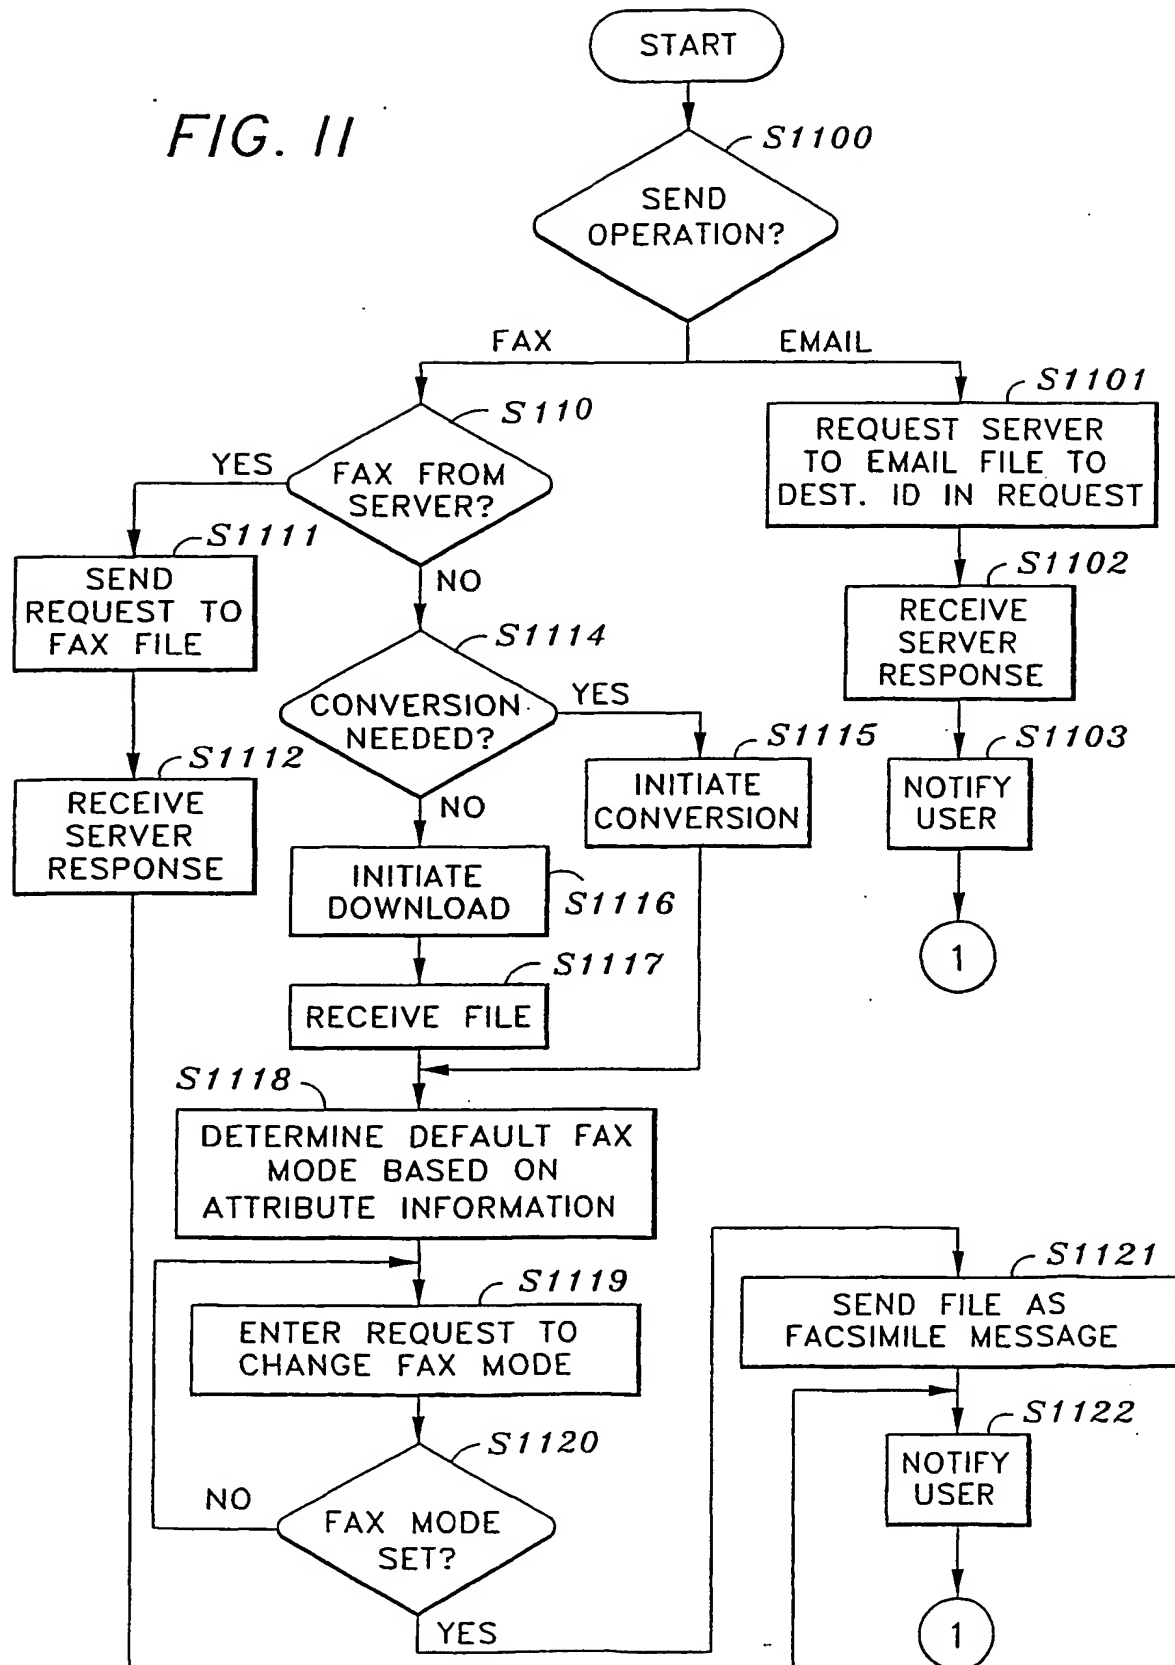 START
FIG. 11
S1100
SEND
OPERATION?
FAX
EMAIL
S110
FAX FROM
SERVER?
YES
NO
S1101
REQUEST SERVER
TO EMAIL FILE TO
DEST. ID IN REQUEST
S1111
SEND
REQUEST TO
FAX FILE
S1102
RECEIVE
SERVER
RESPONSE
S1114
CONVERSION
NEEDED?
YES
NO
S1112
RECEIVE
SERVER
RESPONSE
S1115
INITIATE
CONVERSION
S1103
NOTIFY
USER
1
INITIATE
DOWNLOAD
S1116
S1117
RECEIVE FILE
S1118
DETERMINE DEFAULT FAX
MODE BASED ON
ATTRIBUTE INFORMATION
S1119
ENTER REQUEST TO
CHANGE FAX MODE
S1120
FAX MODE
SET?
NO
YES
S1121
SEND FILE AS
FACSIMILE MESSAGE
S1122
NOTIFY
USER
1